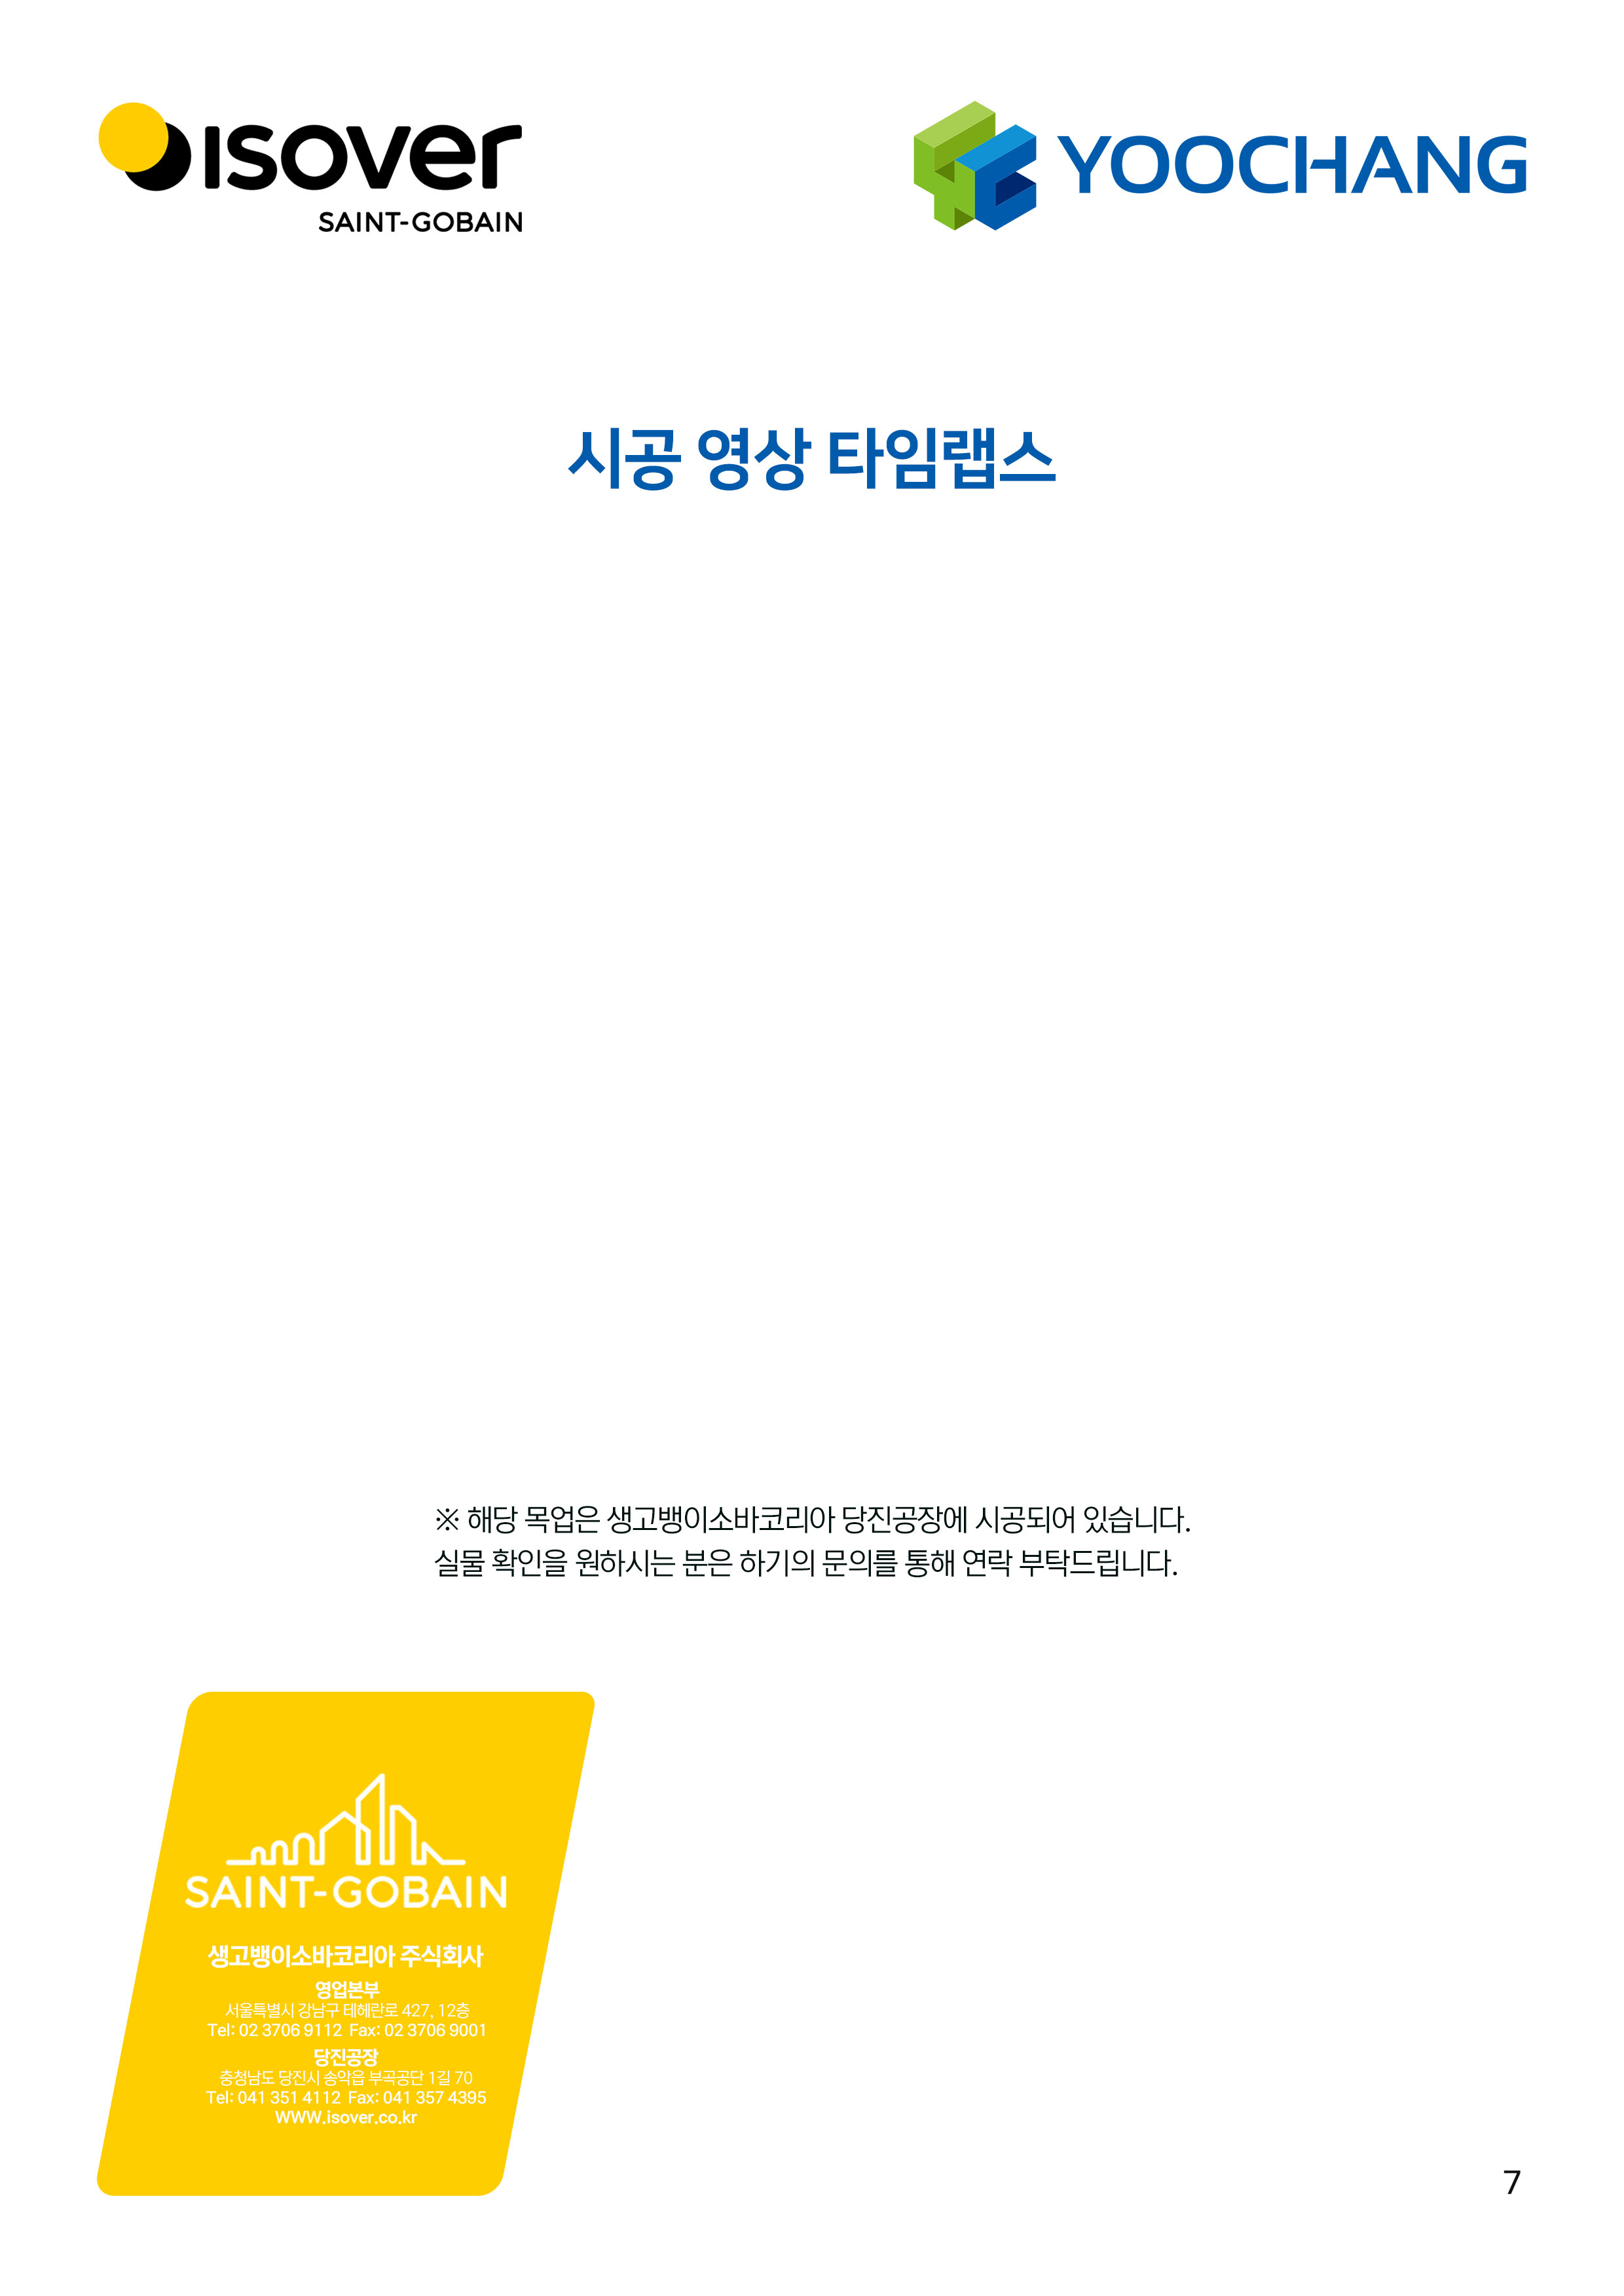 isover
SAINT-GOBAIN
YOOCHANG
시공 영상 타임랩스
※ 해당 목업은 생고뱅이소바코리아 당진공장에 시공되어 있습니다.
실물 확인을 원하시는 분은 하기의 문의를 통해 연락 부탁드립니다.
SAINT-GOBAIN
생고뱅이소바코리아 주식회사
영업본부
서울특별시 강남구 테헤란로 427, 12층
Tel: 02 3706 9112 Fax: 02 3706 9001
당진공장
충청남도 당진시 송악읍 부곡공단 1길 70
Tel: 041 351 4112 Fax: 041 357 4395
WWW.isover.co.kr
7